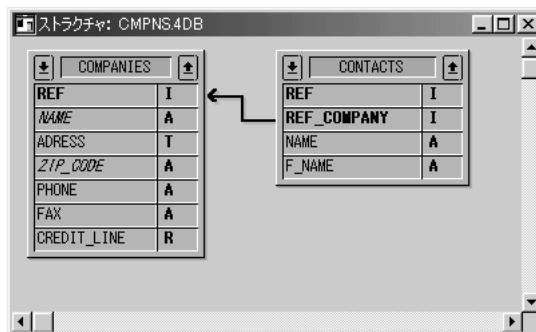 ストラクチャ: CMPNS.4DB
COMPANIES
REF I
NAME A
ADRESS T
ZIP_CODE A
PHONE A
FAX A
CREDIT_LINE R
CONTACTS
REF I
REF_COMPANY I
NAME A
F_NAME A